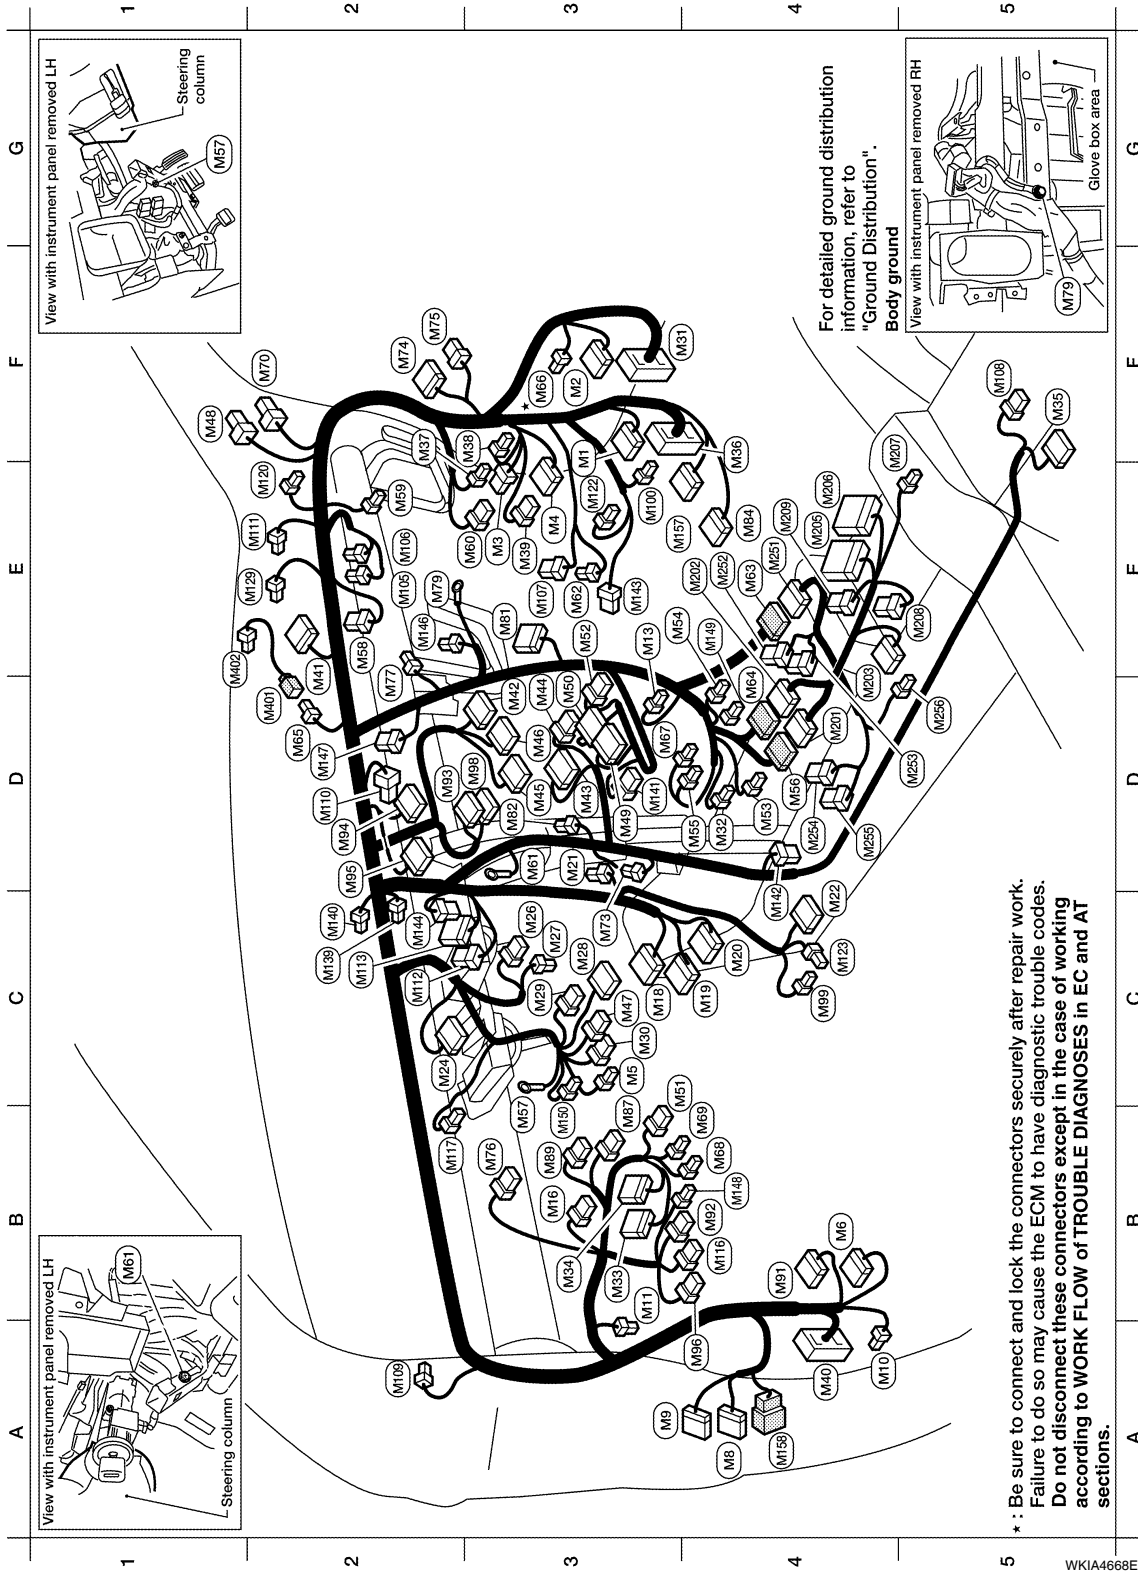 1
2
3
4
5
G
F
E
D
C
B
A
View with instrument panel removed LH
Steering column
M61
View with instrument panel removed LH
Steering
column
M57
For detailed ground distribution
information, refer to
"Ground Distribution".
Body ground
View with instrument panel removed RH
Glove box area
M79
M48
M70
M74
M75
M66
★
M2
M31
M120
M59
M37
M38
M1
M36
M111
M106
M60
M3
M39
M4
M122
M100
M157
M84
M129
M105
M79
M107
M62
M143
M402
M41
M58
M146
M81
M52
M13
M54
M149
M202
M252
M63
M251
M209
M205
M206
M207
M208
M203
M401
M65
M77
M42
M44
M50
M64
M201
M256
M147
M110
M94
M95
M93
M98
M82
M46
M45
M43
M49
M141
M67
M55
M32
M53
M56
M254
M255
M253
M108
M35
M140
M139
M144
M113
M112
M61
M21
M73
M142
M22
M123
M99
M26
M27
M28
M29
M47
M30
M18
M19
M20
M24
M57
M150
M5
M117
M76
M89
M87
M51
M69
M68
M148
M92
M116
M16
M34
M33
M11
M96
M91
M6
M40
M10
M109
M9
M8
M158
★ : Be sure to connect and lock the connectors securely after repair work.
Failure to do so may cause the ECM to have diagnostic trouble codes.
Do not disconnect these connectors except in the case of working
according to WORK FLOW of TROUBLE DIAGNOSES in EC and AT
sections.
A
B
C
D
E
F
G
1
2
3
4
5
WKIA4668E